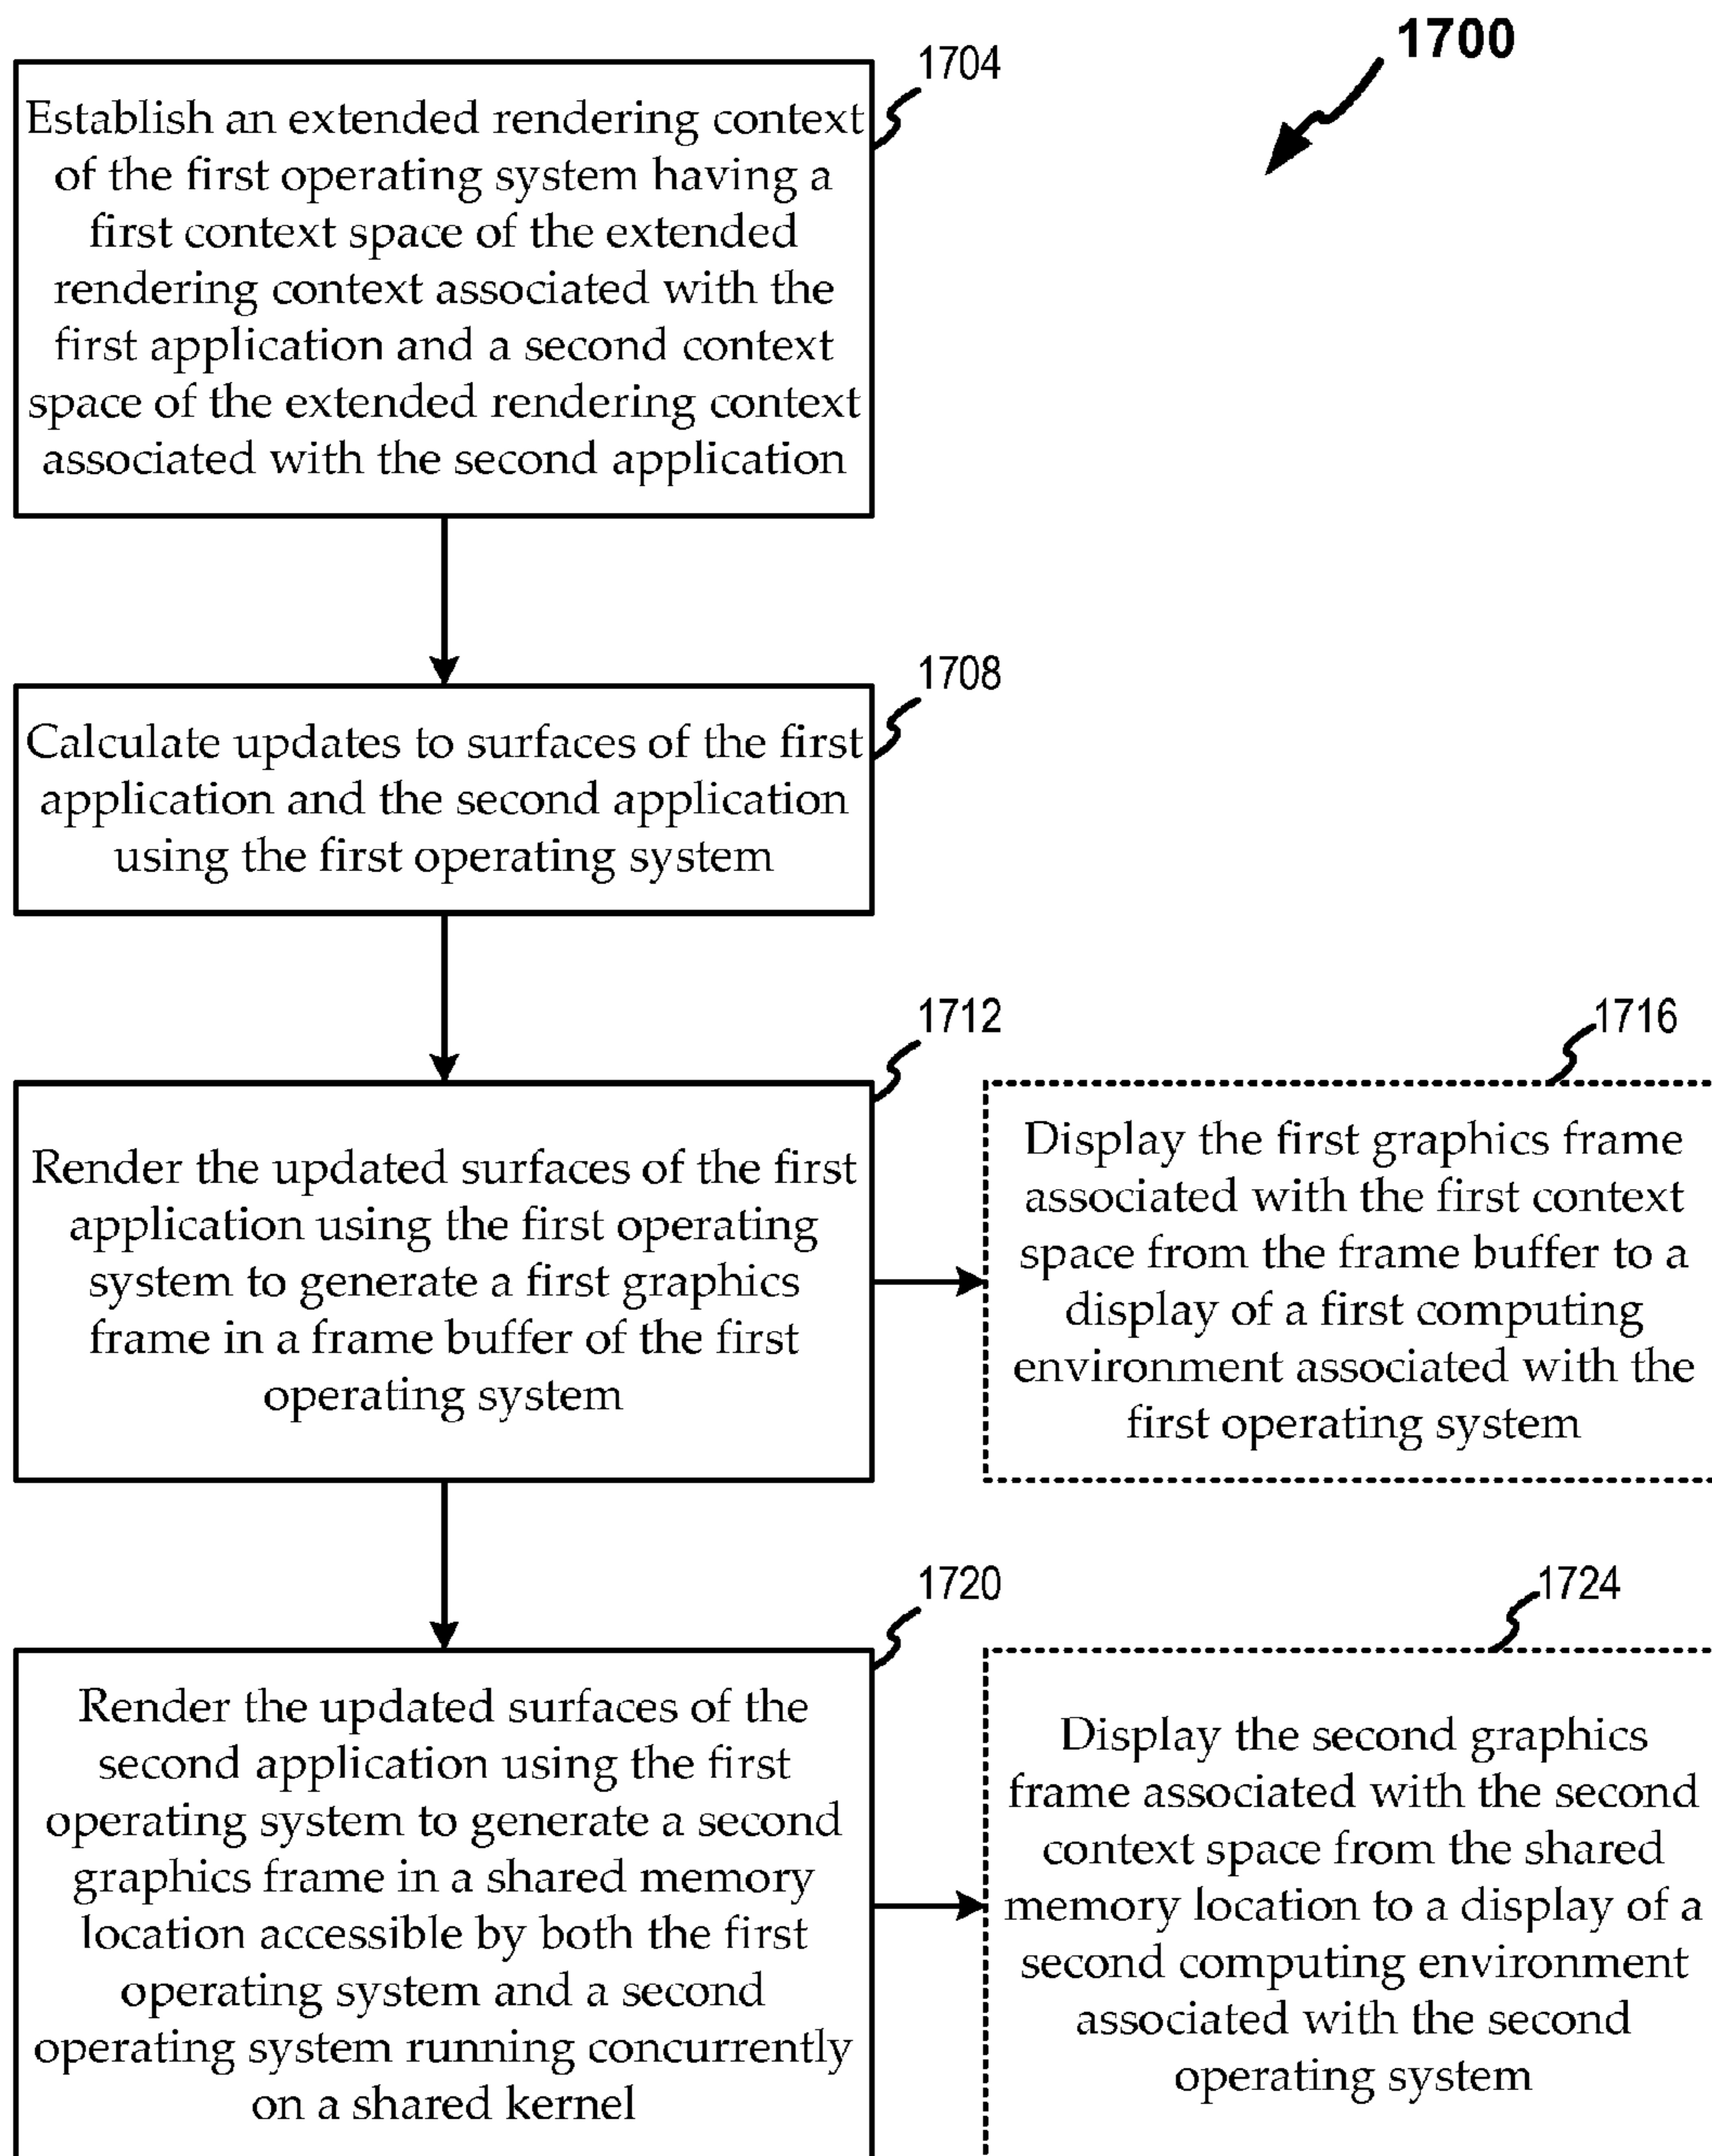 1700
1704
Establish an extended rendering context
of the first operating system having a
first context space of the extended
rendering context associated with the
first application and a second context
space of the extended rendering context
associated with the second application
1708
Calculate updates to surfaces of the first
application and the second application
using the first operating system
1712
Render the updated surfaces of the first
application using the first operating
system to generate a first graphics
frame in a frame buffer of the first
operating system
1716
Display the first graphics frame
associated with the first context
space from the frame buffer to a
display of a first computing
environment associated with the
first operating system
1720
Render the updated surfaces of the
second application using the first
operating system to generate a second
graphics frame in a shared memory
location accessible by both the first
operating system and a second
operating system running concurrently
on a shared kernel
1724
Display the second graphics
frame associated with the second
context space from the shared
memory location to a display of a
second computing environment
associated with the second
operating system